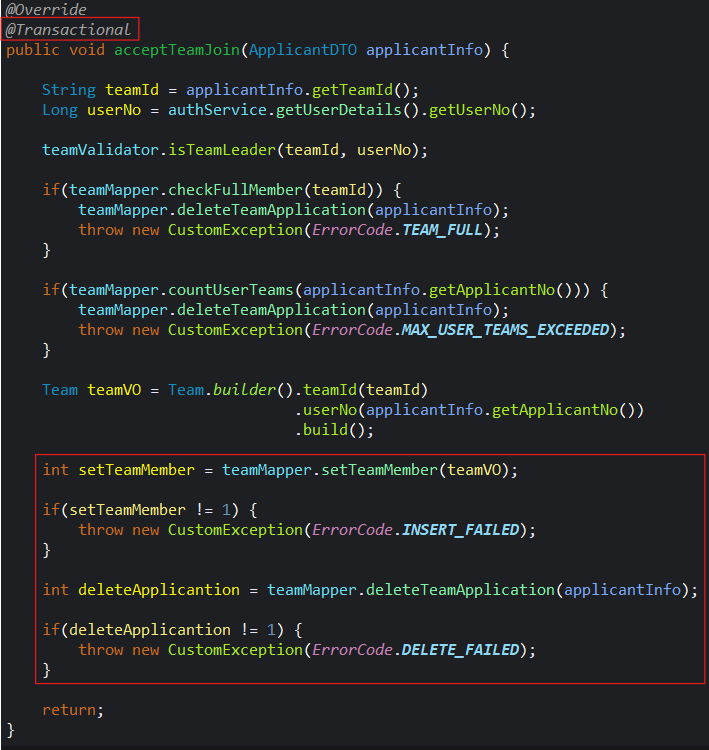 @Override
@Transactional
public void acceptTeamJoin(ApplicantDTO applicantInfo) {
String teamId = applicantInfo.getTeamId();
Long userNo = authService.getUserDetails().getUserNo();
teamValidator.isTeamLeader(teamId, userNo);
if(teamMapper.checkFullMember(teamId)) {
teamMapper.deleteTeamApplication(applicantInfo);
throw new CustomException(ErrorCode.TEAM_FULL);
}
if(teamMapper.countUserTeams(applicantInfo.getApplicantNo())) {
teamMapper.deleteTeamApplication(applicantInfo);
throw new CustomException(ErrorCode.MAX_USER_TEAMS_EXCEEDED);
}
Team teamVO = Team.builder().teamId(teamId)
.userNo(applicantInfo.getApplicantNo())
.build();
int setTeamMember = teamMapper.setTeamMember(teamVO);
if(setTeamMember != 1) {
throw new CustomException(ErrorCode.INSERT_FAILED);
}
int deleteApplicantion = teamMapper.deleteTeamApplication(applicantInfo);
if(deleteApplicantion != 1) {
throw new CustomException(ErrorCode.DELETE_FAILED);
}
return;
}